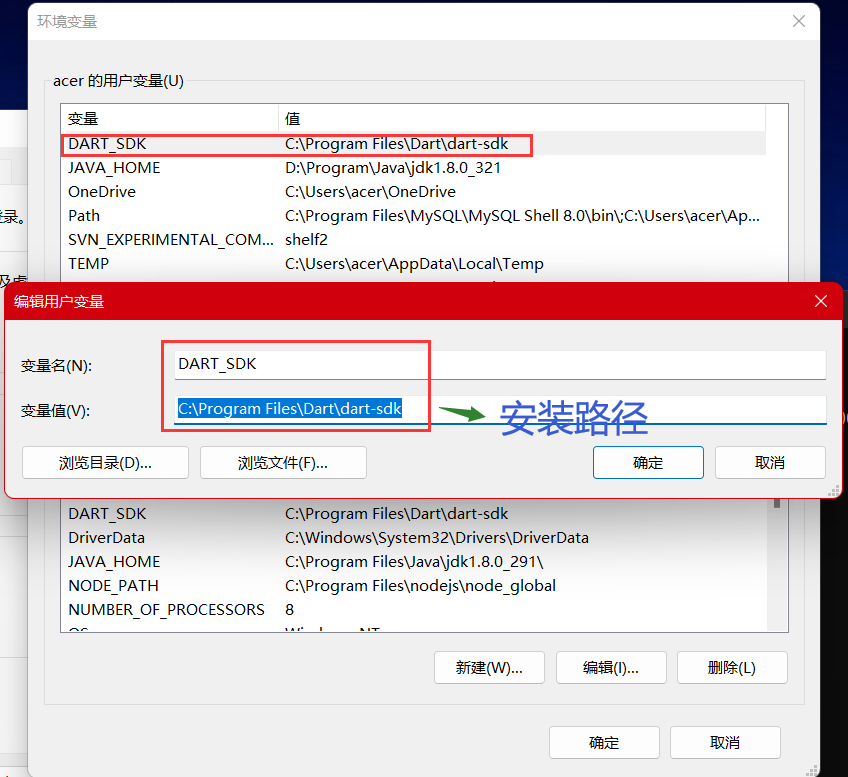 环境变量
acer 的用户变量(U)
变量 值
DART_SDK C:\Program Files\Dart\dart-sdk
JAVA_HOME D:\Program\Java\jdk1.8.0_321
OneDrive C:\Users\acer\OneDrive
Path C:\Program Files\MySQL\MySQL Shell 8.0\bin\;C:\Users\acer\Ap...
登录。
SVN_EXPERIMENTAL_COM... shelf2
TEMP C:\Users\acer\AppData\Local\Temp
编辑用户变量
变量名(N): DART_SDK
变量值(V): C:\Program Files\Dart\dart-sdk
安装路径
浏览目录(D)... 浏览文件(F)... 确定 取消
DART_SDK C:\Program Files\Dart\dart-sdk
DriverData C:\Windows\System32\Drivers\DriverData
JAVA_HOME C:\Program Files\Java\jdk1.8.0_291\
NODE_PATH C:\Program Files\nodejs\node_global
NUMBER_OF_PROCESSORS 8
新建(W)... 编辑(I)... 删除(L)
确定 取消